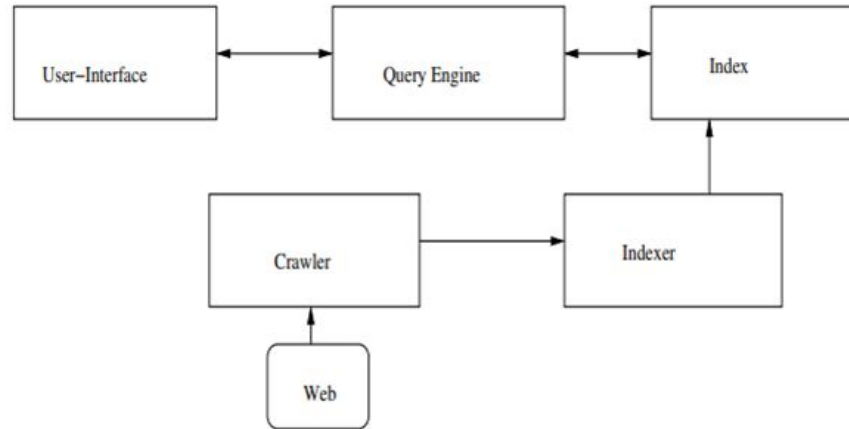 User-Interface
Query Engine
Index
Crawler
Indexer
Web